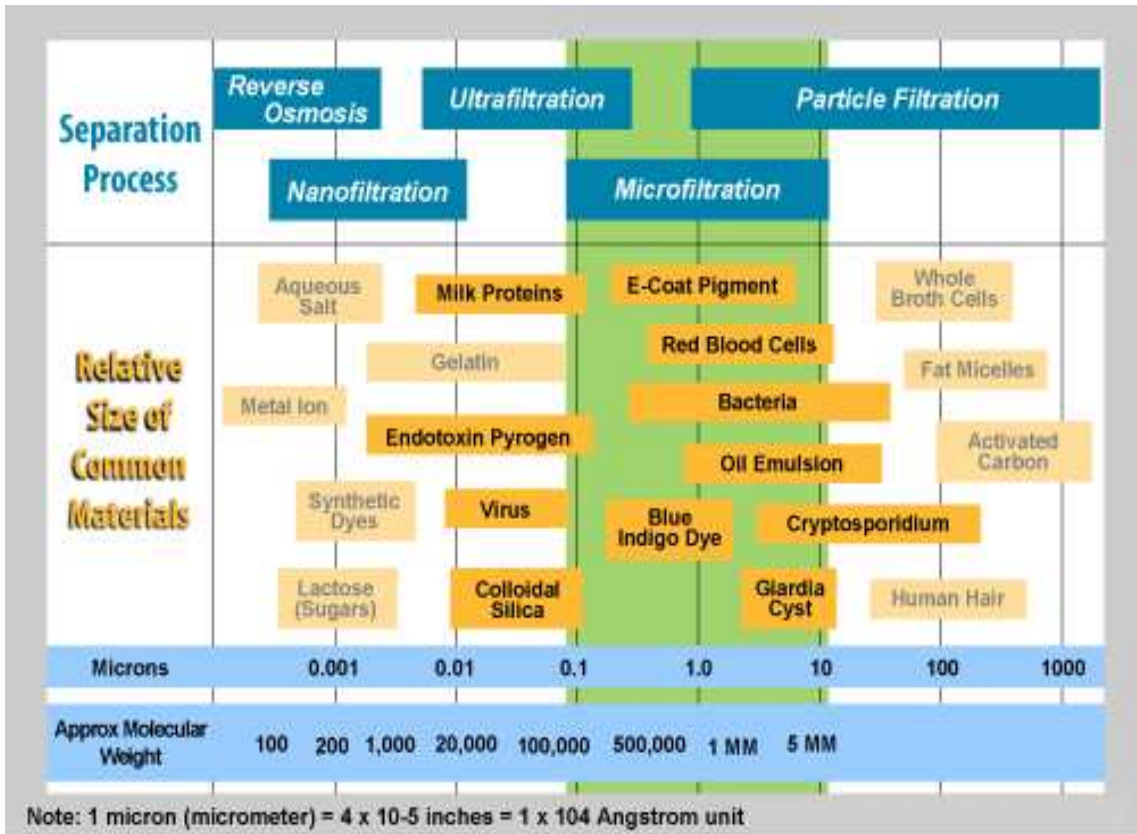 Separation
Process
Reverse
Osmosis
Ultrafiltration
Particle Filtration
Nanofiltration
Microfiltration
Relative
Size of
Common
Materials
Aqueous
Salt
Milk Proteins
E-Coat Pigment
Whole
Broth Cells
Gelatin
Red Blood Cells
Fat Micelles
Metal Ion
Bacteria
Endotoxin Pyrogen
Oil Emulsion
Activated
Carbon
Synthetic
Dyes
Virus
Blue
Indigo Dye
Cryptosporidium
Lactose
(Sugars)
Colloidal
Silica
Giardia
Cyst
Human Hair
Microns 0.001 0.01 0.1 1.0 10 100 1000
Approx Molecular
Weight
100 200 1,000 20,000 100,000 500,000 1 MM 5 MM
Note: 1 micron (micrometer) = 4 x 10-5 inches = 1 x 104 Angstrom unit